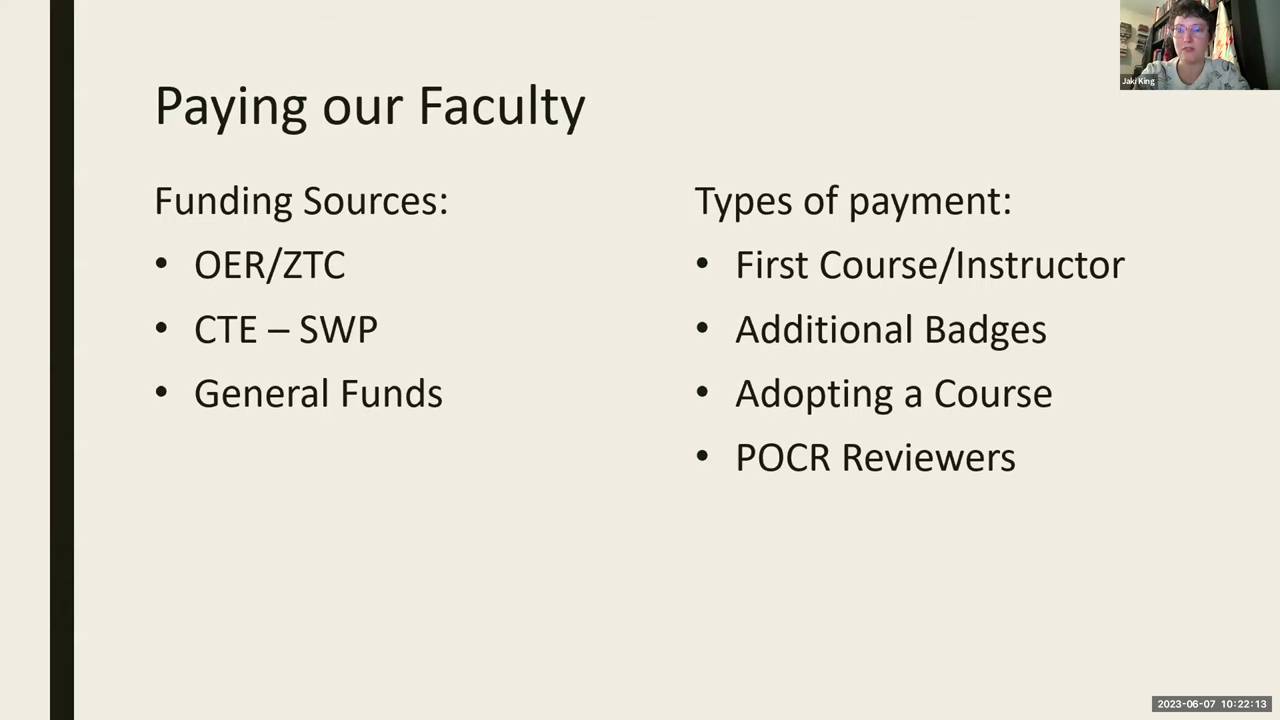 Paying our Faculty
Funding Sources:
• OER/ZTC
• CTE – SWP
• General Funds
Types of payment:
• First Course/Instructor
• Additional Badges
• Adopting a Course
• POCR Reviewers
Jaki King
2023-06-07 10:22:13